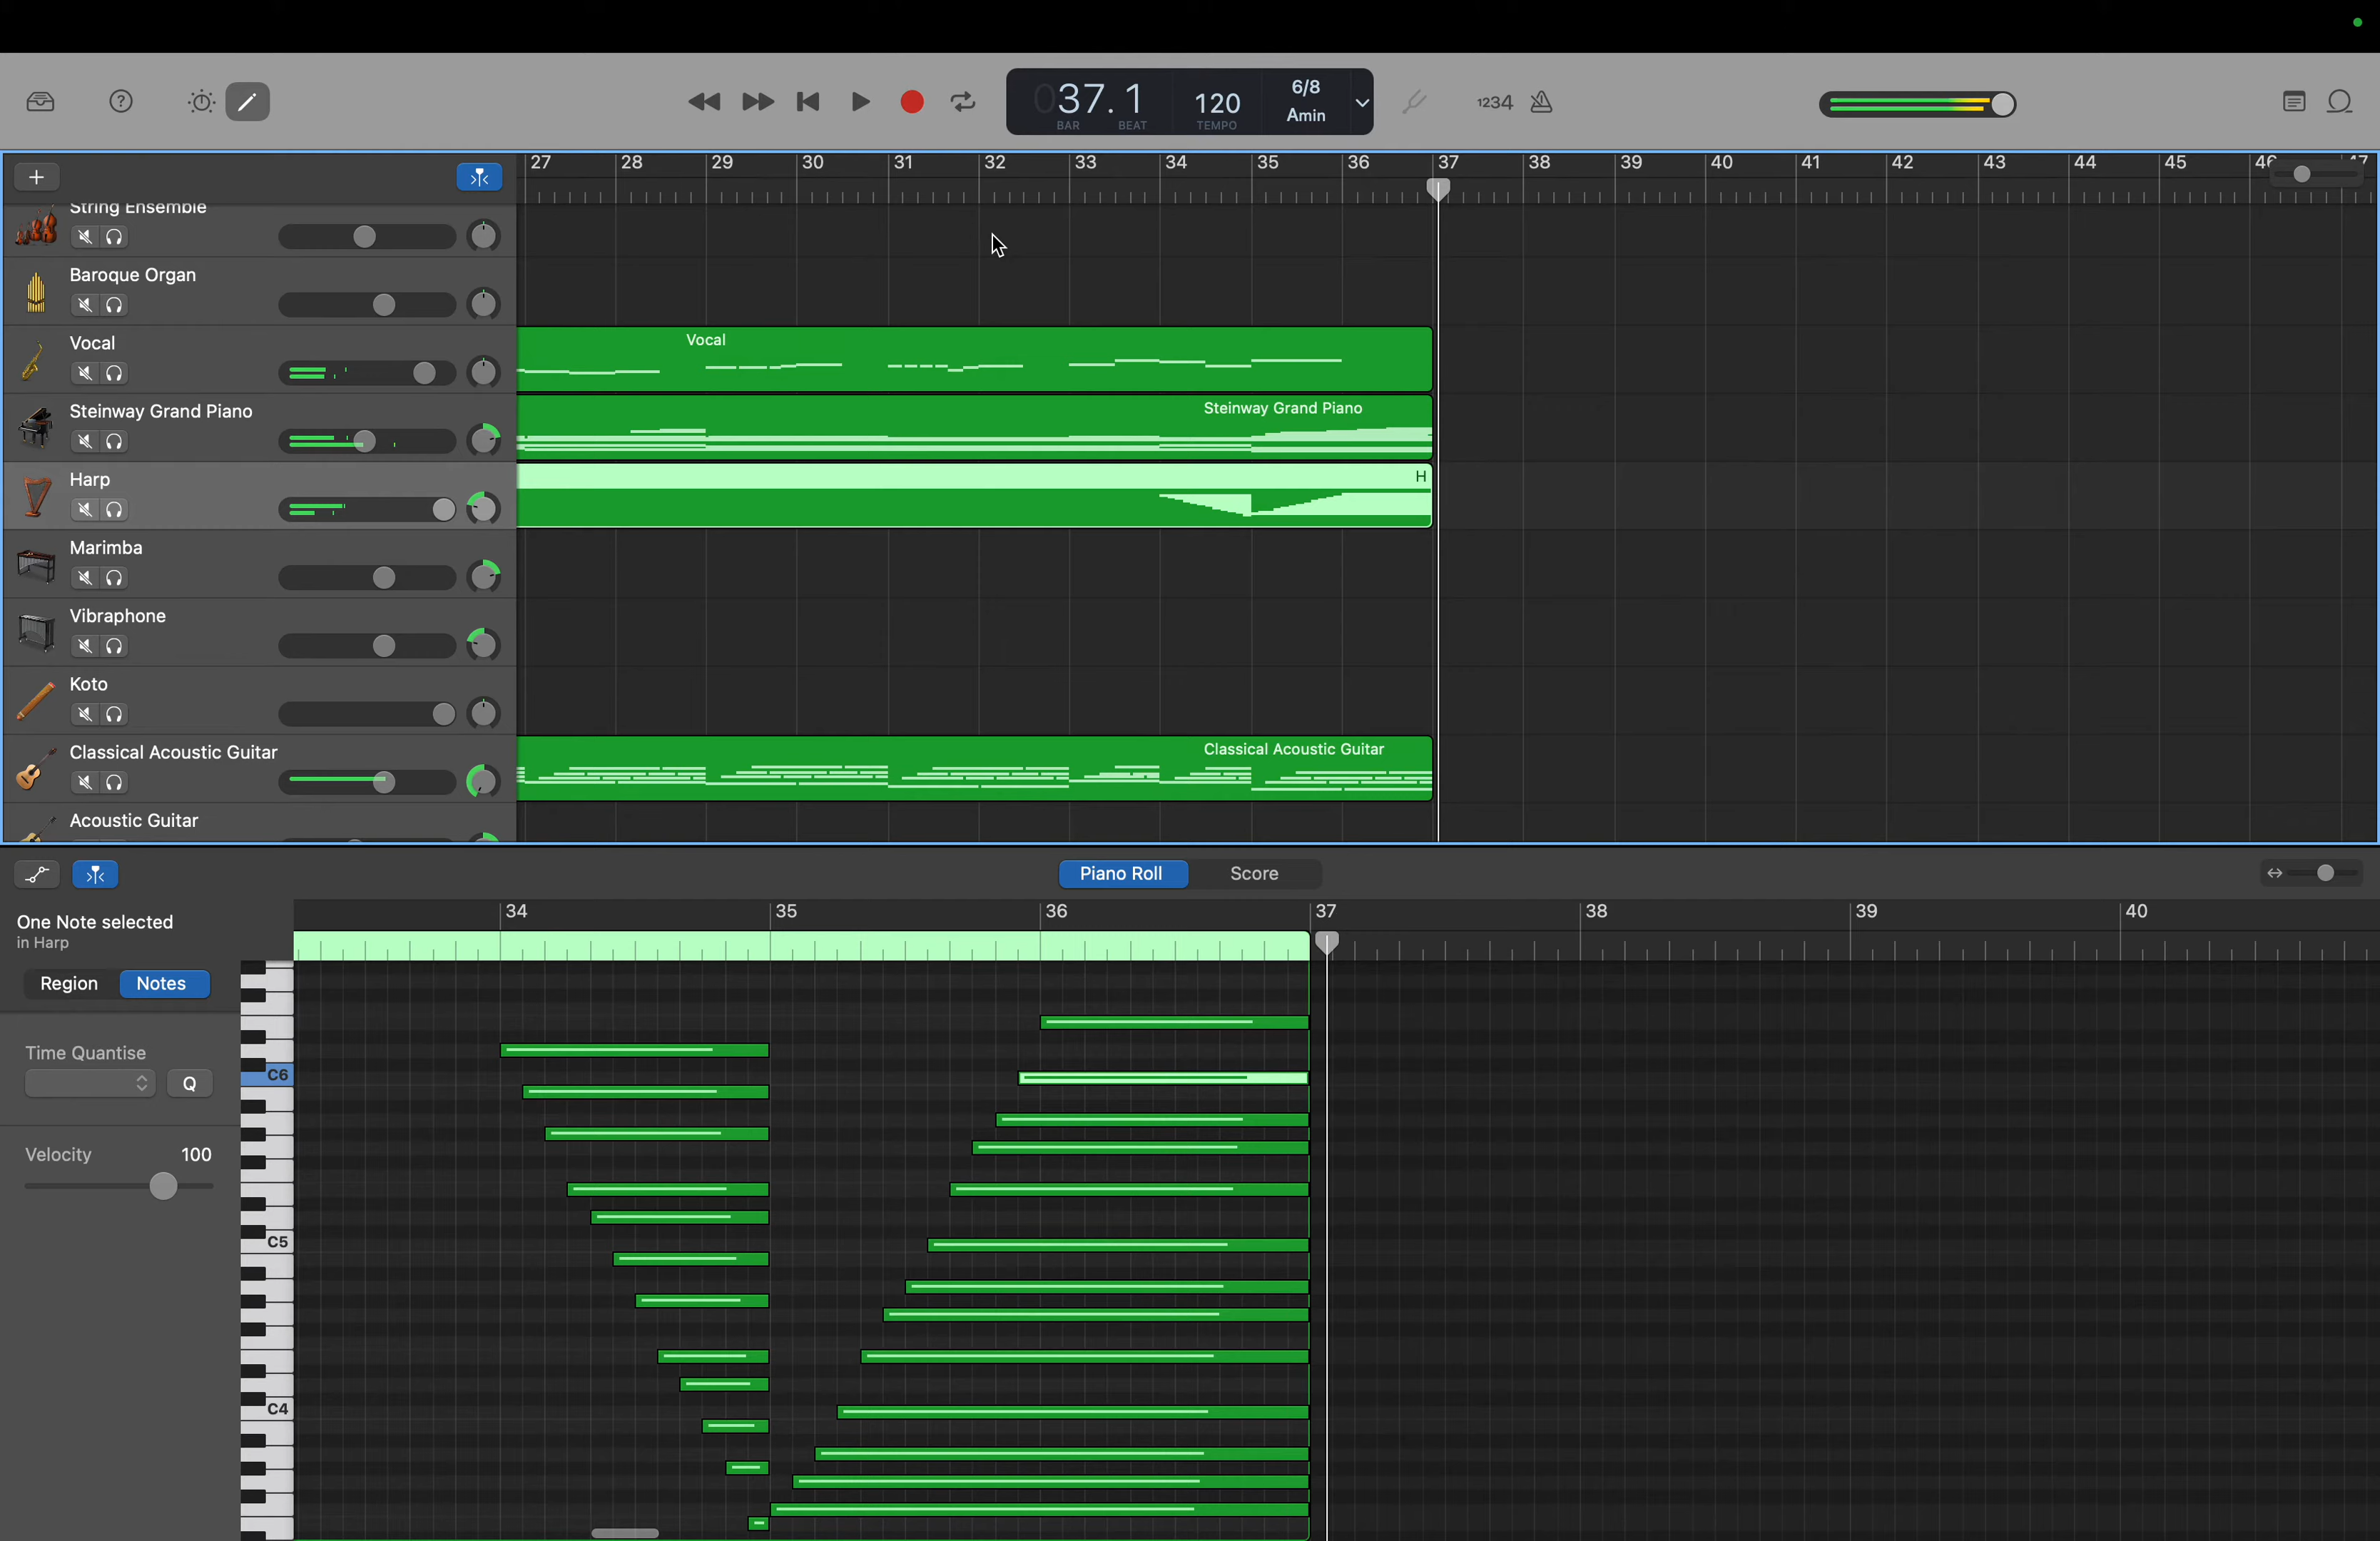 037. 1
BAR BEAT
120
TEMPO
6/8
Amin
1234
27 28 29 30 31 32 33 34 35 36 37 38 39 40 41 42 43 44 45
String Ensemble
Baroque Organ
Vocal
Vocal
Steinway Grand Piano
Steinway Grand Piano
Harp
H
Marimba
Vibraphone
Koto
Classical Acoustic Guitar
Classical Acoustic Guitar
Acoustic Guitar
Piano Roll Score
34 35 36 37 38 39 40
One Note selected
in Harp
Region Notes
Time Quantise
Q
Velocity 100
C6
C5
C4